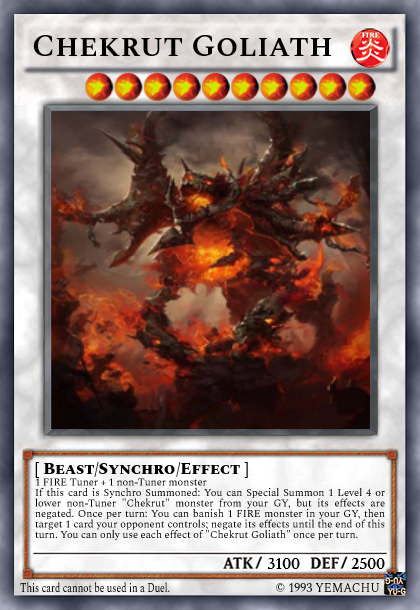 CHEKRUT GOLIATH
FIRE
炎
[ BEAST/SYNCHRO/EFFECT ]
1 FIRE Tuner + 1 non-Tuner monster
If this card is Synchro Summoned: You can Special Summon 1 Level 4 or
lower non-Tuner "Chekrut" monster from your GY, but its effects are
negated. Once per turn: You can banish 1 FIRE monster in your GY, then
target 1 card your opponent controls; negate its effects until the end of this
turn. You can only use each effect of "Chekrut Goliath" once per turn.
ATK/ 3100 DEF/ 2500
This card cannot be used in a Duel.
© 1993 YEMACHU
YU-G
YU-G